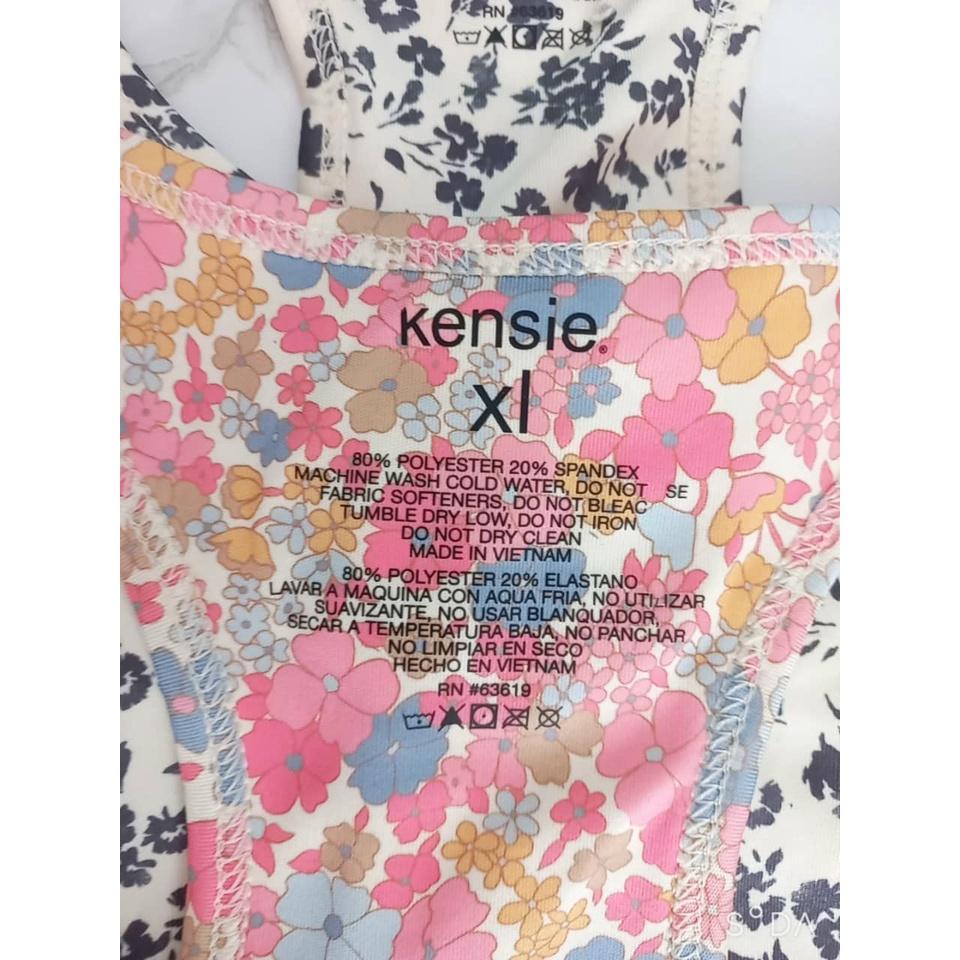 RN #63619
Kensie®
xl
80% POLYESTER 20% SPANDEX
MACHINE WASH COLD WATER, DO NOT SE
FABRIC SOFTENERS, DO NOT BLEAC
TUMBLE DRY LOW, DO NOT IRON
DO NOT DRY CLEAN
MADE IN VIETNAM
80% POLYESTER 20% ELASTANO
LAVAR A MAQUINA CON AQUA FRIA, NO UTILIZAR
SUAVIZANTE, NO USAR BLANQUADOR,
SECAR A TEMPERATURA BAJA, NO PANCHAR
NO LIMPIAR EN SECO
HECHO EN VIETNAM
RN #63619